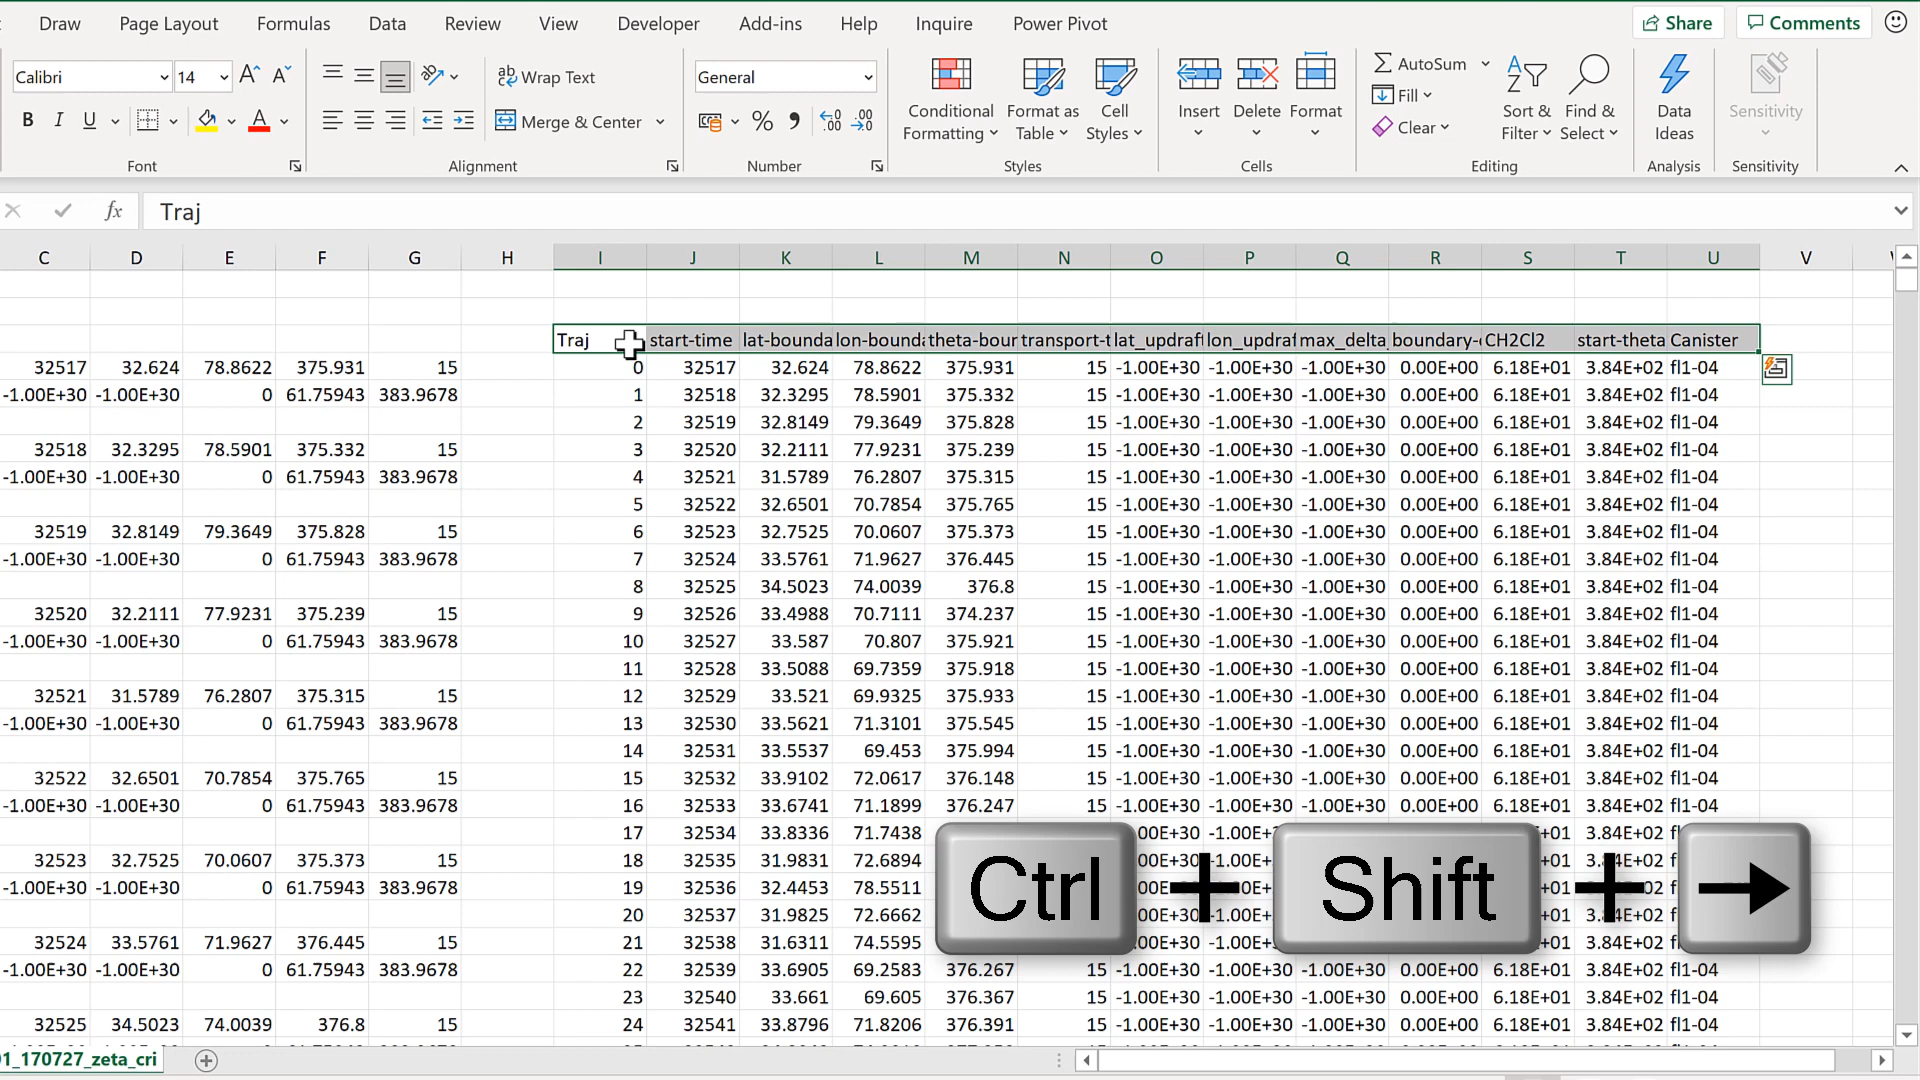 Draw Page Layout Formulas Data Review View Developer Add-ins Help Inquire Power Pivot Share Comments
Calibri 14 A A ab Wrap Text General AutoSum
Conditional Formatting Format as Table Cell Styles Insert Delete Format Fill Clear Sort & Filter Find & Select Data Ideas Sensitivity
B I U A Merge & Center % 9
Font Alignment Number Styles Cells Editing Analysis Sensitivity
fx Traj
C D E F G H I J K L M N O P Q R S T U V
Traj start-time lat-bounda lon-bounda theta-bour transport-t lat_updraft lon_updraf max_delta boundary- CH2Cl2 start-theta Canister
32517 32.624 78.8622 375.931 15 0 32517 32.624 78.8622 375.931 15 -1.00E+30 -1.00E+30 -1.00E+30 0.00E+00 6.18E+01 3.84E+02 fl1-04
-1.00E+30 -1.00E+30 0 61.75943 383.9678 1 32518 32.3295 78.5901 375.332 15 -1.00E+30 -1.00E+30 -1.00E+30 0.00E+00 6.18E+01 3.84E+02 fl1-04
2 32519 32.8149 79.3649 375.828 15 -1.00E+30 -1.00E+30 -1.00E+30 0.00E+00 6.18E+01 3.84E+02 fl1-04
32518 32.3295 78.5901 375.332 15 3 32520 32.2111 77.9231 375.239 15 -1.00E+30 -1.00E+30 -1.00E+30 0.00E+00 6.18E+01 3.84E+02 fl1-04
-1.00E+30 -1.00E+30 0 61.75943 383.9678 4 32521 31.5789 76.2807 375.315 15 -1.00E+30 -1.00E+30 -1.00E+30 0.00E+00 6.18E+01 3.84E+02 fl1-04
5 32522 32.6501 70.7854 375.765 15 -1.00E+30 -1.00E+30 -1.00E+30 0.00E+00 6.18E+01 3.84E+02 fl1-04
32519 32.8149 79.3649 375.828 15 6 32523 32.7525 70.0607 375.373 15 -1.00E+30 -1.00E+30 -1.00E+30 0.00E+00 6.18E+01 3.84E+02 fl1-04
-1.00E+30 -1.00E+30 0 61.75943 383.9678 7 32524 33.5761 71.9627 376.445 15 -1.00E+30 -1.00E+30 -1.00E+30 0.00E+00 6.18E+01 3.84E+02 fl1-04
8 32525 34.5023 74.0039 376.8 15 -1.00E+30 -1.00E+30 -1.00E+30 0.00E+00 6.18E+01 3.84E+02 fl1-04
32520 32.2111 77.9231 375.239 15 9 32526 33.4988 70.7111 374.237 15 -1.00E+30 -1.00E+30 -1.00E+30 0.00E+00 6.18E+01 3.84E+02 fl1-04
-1.00E+30 -1.00E+30 0 61.75943 383.9678 10 32527 33.587 70.807 375.921 15 -1.00E+30 -1.00E+30 -1.00E+30 0.00E+00 6.18E+01 3.84E+02 fl1-04
11 32528 33.5088 69.7359 375.918 15 -1.00E+30 -1.00E+30 -1.00E+30 0.00E+00 6.18E+01 3.84E+02 fl1-04
32521 31.5789 76.2807 375.315 15 12 32529 33.521 69.9325 375.933 15 -1.00E+30 -1.00E+30 -1.00E+30 0.00E+00 6.18E+01 3.84E+02 fl1-04
-1.00E+30 -1.00E+30 0 61.75943 383.9678 13 32530 33.5621 71.3101 375.545 15 -1.00E+30 -1.00E+30 -1.00E+30 0.00E+00 6.18E+01 3.84E+02 fl1-04
14 32531 33.5537 69.453 375.994 15 -1.00E+30 -1.00E+30 -1.00E+30 0.00E+00 6.18E+01 3.84E+02 fl1-04
32522 32.6501 70.7854 375.765 15 15 32532 33.9102 72.0617 376.148 15 -1.00E+30 -1.00E+30 -1.00E+30 0.00E+00 6.18E+01 3.84E+02 fl1-04
-1.00E+30 -1.00E+30 0 61.75943 383.9678 16 32533 33.6741 71.1899 376.247 15 -1.00E+30 -1.00E+30 -1.00E+30 0.00E+00 6.18E+01 3.84E+02 fl1-04
17 32534 33.8336 71.7438
32523 32.7525 70.0607 375.373 15 18 32535 31.9831 72.6894
-1.00E+30 -1.00E+30 0 61.75943 383.9678 19 32536 32.4453 78.5511
Ctrl + Shift + →
20 32537 31.9825 72.6662
32524 33.5761 71.9627 376.445 15 21 32538 31.6311 74.5595
-1.00E+30 -1.00E+30 0 61.75943 383.9678 22 32539 33.6905 69.2583 376.267 15 -1.00E+30 -1.00E+30 -1.00E+30 0.00E+00 6.18E+01 3.84E+02 fl1-04
23 32540 33.661 69.605 376.367 15 -1.00E+30 -1.00E+30 -1.00E+30 0.00E+00 6.18E+01 3.84E+02 fl1-04
32525 34.5023 74.0039 376.8 15 24 32541 33.8796 71.8206 376.391 15 -1.00E+30 -1.00E+30 -1.00E+30 0.00E+00 6.18E+01 3.84E+02 fl1-04
01_170727_zeta_cri